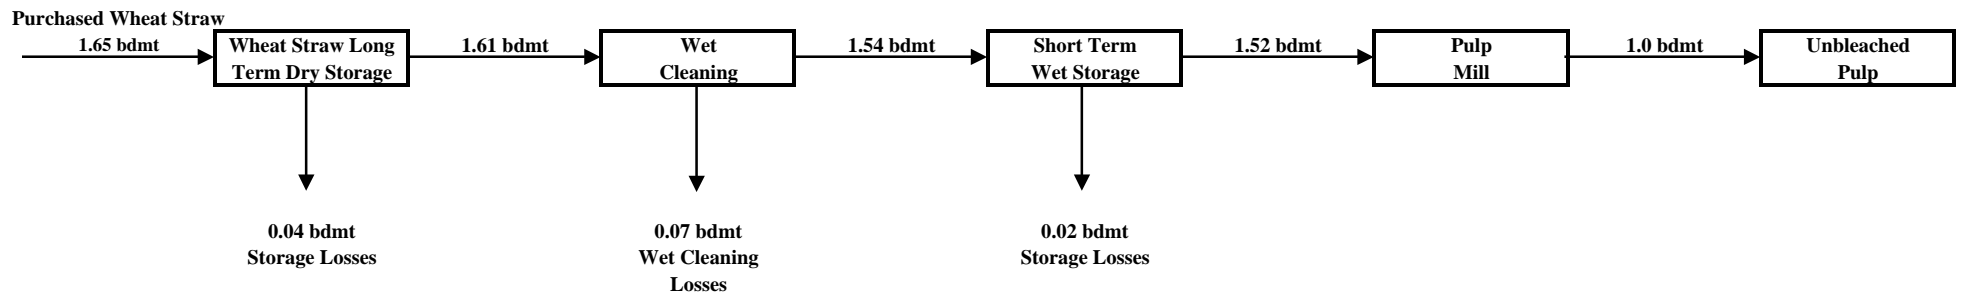 Purchased Wheat Straw
1.65 bdmt
Wheat Straw Long
Term Dry Storage
1.61 bdmt
Wet
Cleaning
1.54 bdmt
Short Term
Wet Storage
1.52 bdmt
Pulp
Mill
1.0 bdmt
Unbleached
Pulp
0.04 bdmt
Storage Losses
0.07 bdmt
Wet Cleaning
Losses
0.02 bdmt
Storage Losses